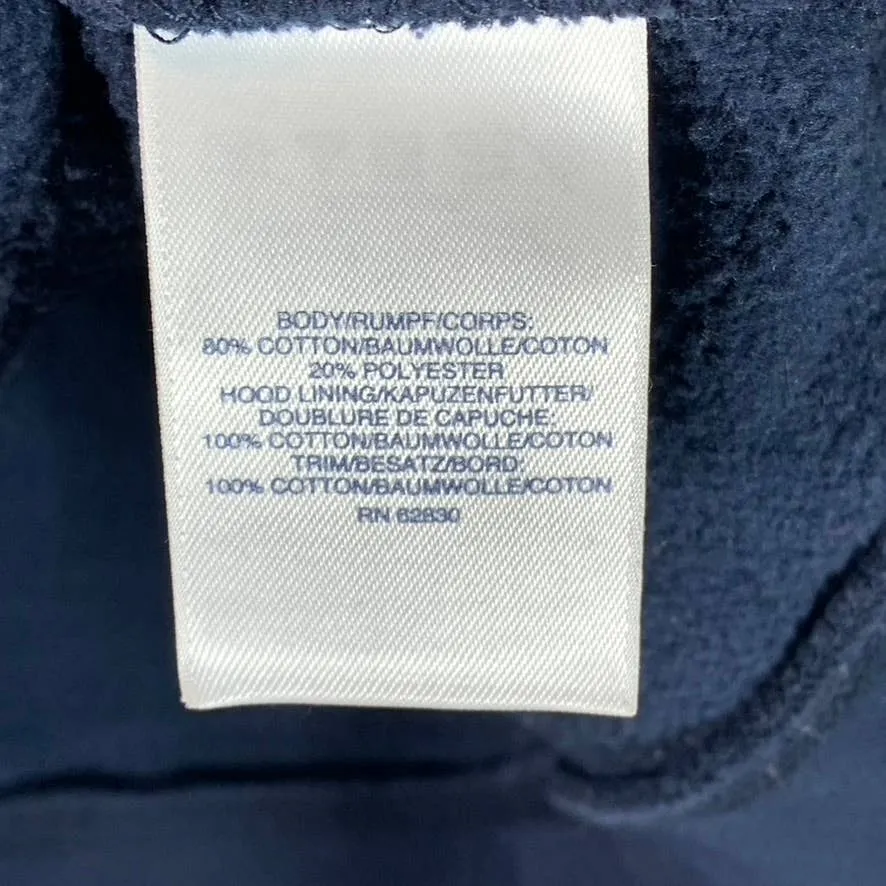 BODY/RUMPF/CORPS:
80% COTTON/BAUMWOLLE/COTON
20% POLYESTER
HOOD LINING/KAPUZENFUTTER/
DOUBLURE DE CAPUCHE:
100% COTTON/BAUMWOLLE/COTON
TRIM/BESATZ/BORD:
100% COTTON/BAUMWOLLE/COTON
RN 62830